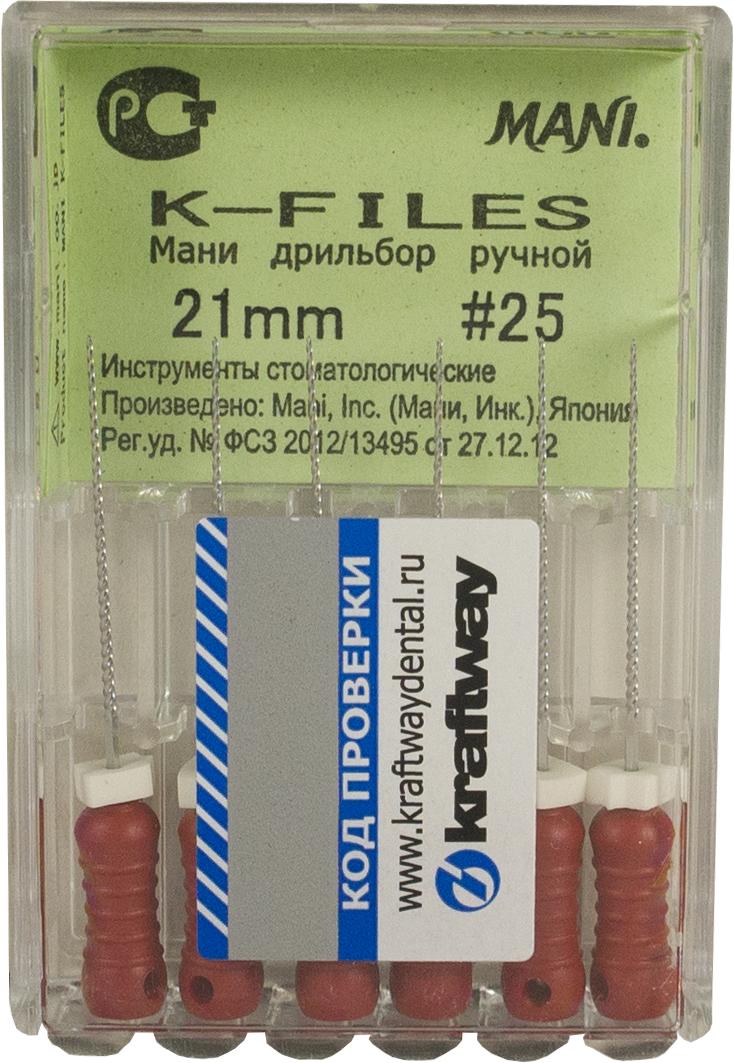 РСТ
MANI.
K-FILES
Мани дрильбор ручной
21mm #25
Инструменты стоматологические
Произведено: Mani, Inc. (Мани, Инк.), Япония
Рег.уд. № ФСЗ 2012/13495 от 27.12.12
КОД ПРОВЕРКИ
www.kraftwaydental.ru
kraftway